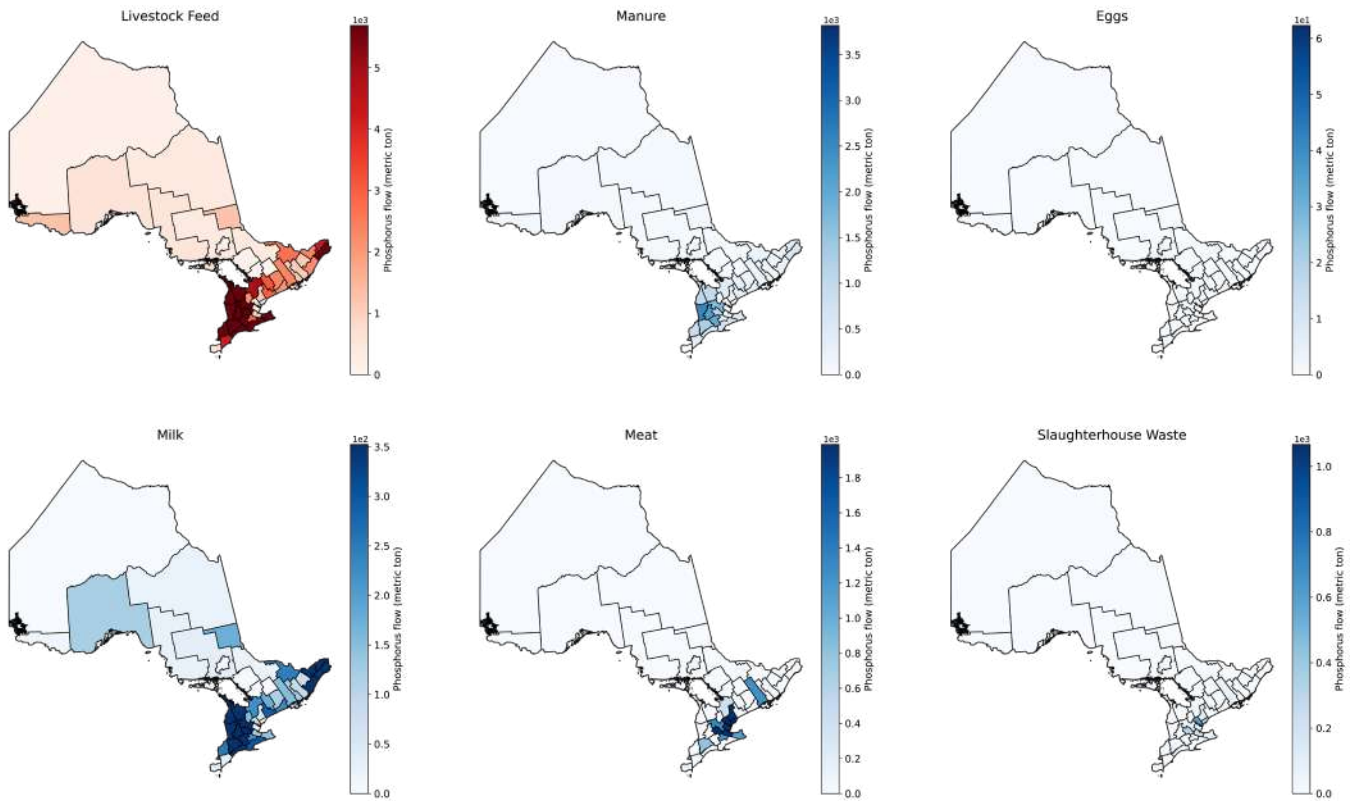 Livestock Feed
1e3
5
4
3
2
1
0
Phosphorus flow (metric ton)
Manure
1e3
3.5
3.0
2.5
2.0
1.5
1.0
0.5
0.0
Phosphorus flow (metric ton)
Eggs
1e1
6
5
4
3
2
1
0
Phosphorus flow (metric ton)
Milk
1e2
3.5
3.0
2.5
2.0
1.5
1.0
0.5
0.0
Phosphorus flow (metric ton)
Meat
1e3
1.8
1.6
1.4
1.2
1.0
0.8
0.6
0.4
0.2
0.0
Phosphorus flow (metric ton)
Slaughterhouse Waste
1e3
1.0
0.8
0.6
0.4
0.2
0.0
Phosphorus flow (metric ton)